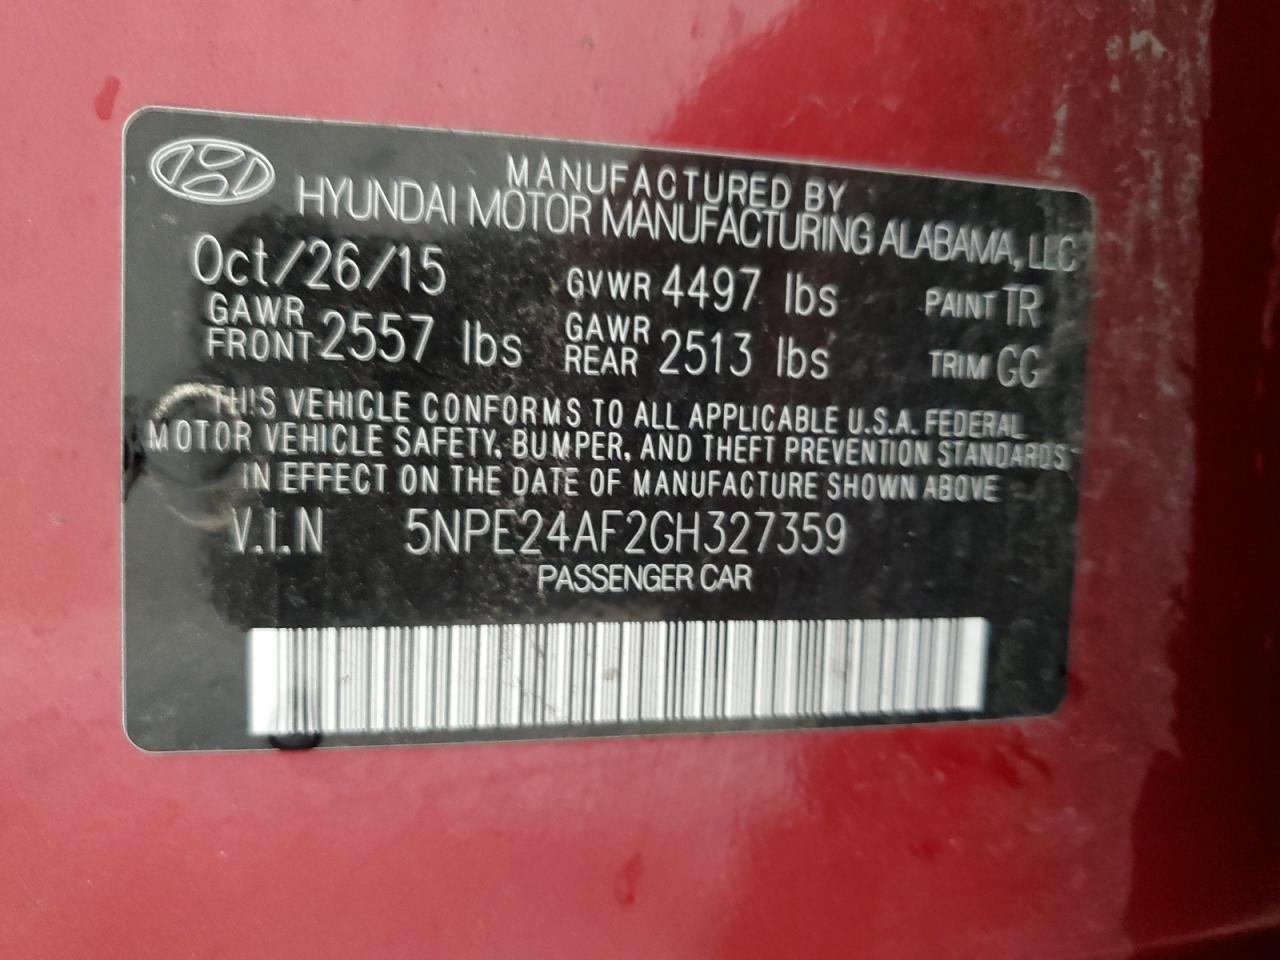 MANUFACTURED BY
HYUNDAI MOTOR MANUFACTURING ALABAMA, LLC
Oct/26/15 GVWR 4497 lbs PAINT TR
GAWR FRONT 2557 lbs GAWR REAR 2513 lbs TRIM GG
THIS VEHICLE CONFORMS TO ALL APPLICABLE U.S.A. FEDERAL
MOTOR VEHICLE SAFETY, BUMPER, AND THEFT PREVENTION STANDARDS
IN EFFECT ON THE DATE OF MANUFACTURE SHOWN ABOVE
V.I.N 5NPE24AF2GH327359
PASSENGER CAR